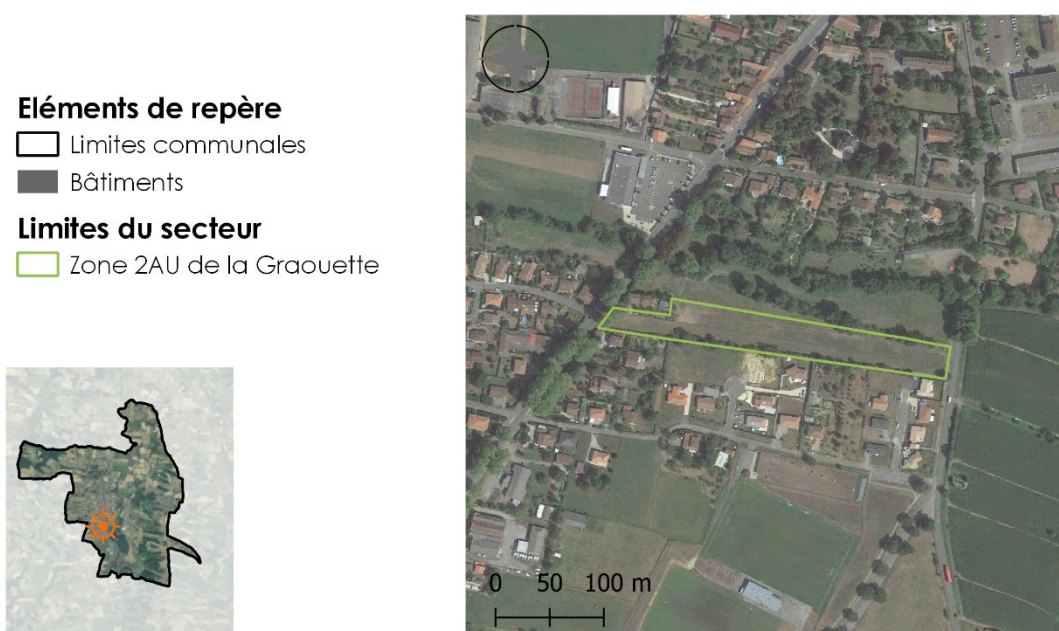 Eléments de repère
Limites communales
Bâtiments
Limites du secteur
Zone 2AU de la Graouette
0 50 100 m